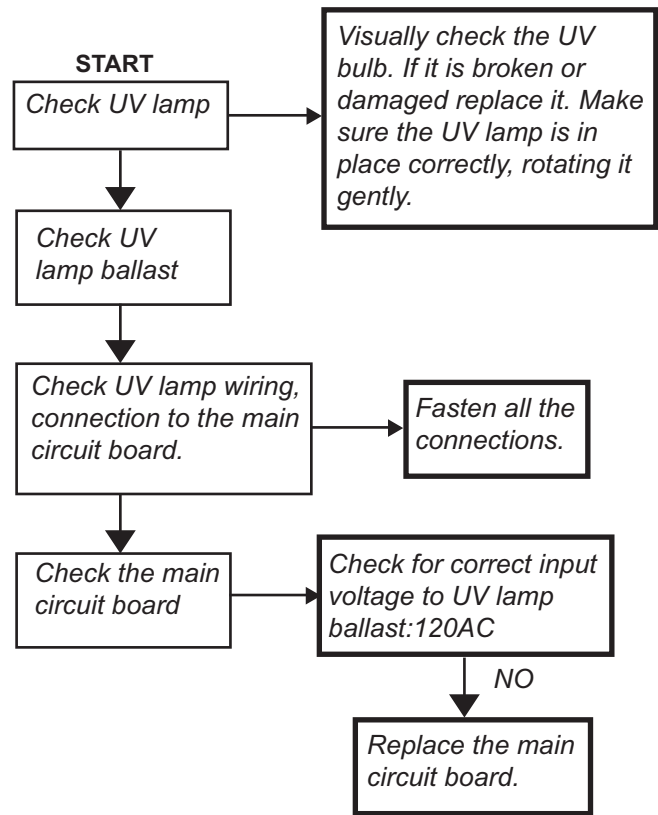 START
Check UV lamp
Visually check the UV
bulb. If it is broken or
damaged replace it. Make
sure the UV lamp is in
place correctly, rotating it
gently.
Check UV
lamp ballast
Check UV lamp wiring,
connection to the main
circuit board.
Fasten all the
connections.
Check the main
circuit board
Check for correct input
voltage to UV lamp
ballast:120AC
NO
Replace the main
circuit board.